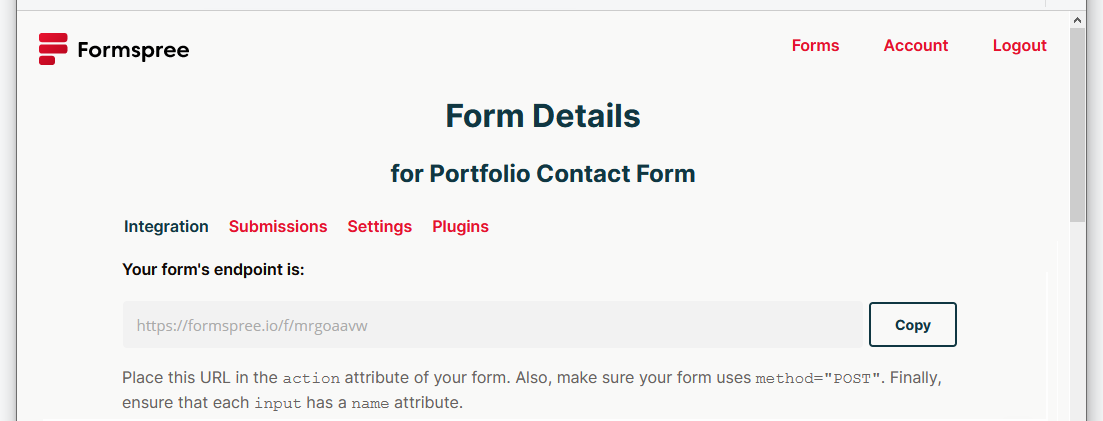 Formspree
Forms Account Logout
Form Details
for Portfolio Contact Form
Integration Submissions Settings Plugins
Your form's endpoint is:
https://formspree.io/f/mrgoaavw
Copy
Place this URL in the action attribute of your form. Also, make sure your form uses method="POST". Finally,
ensure that each input has a name attribute.